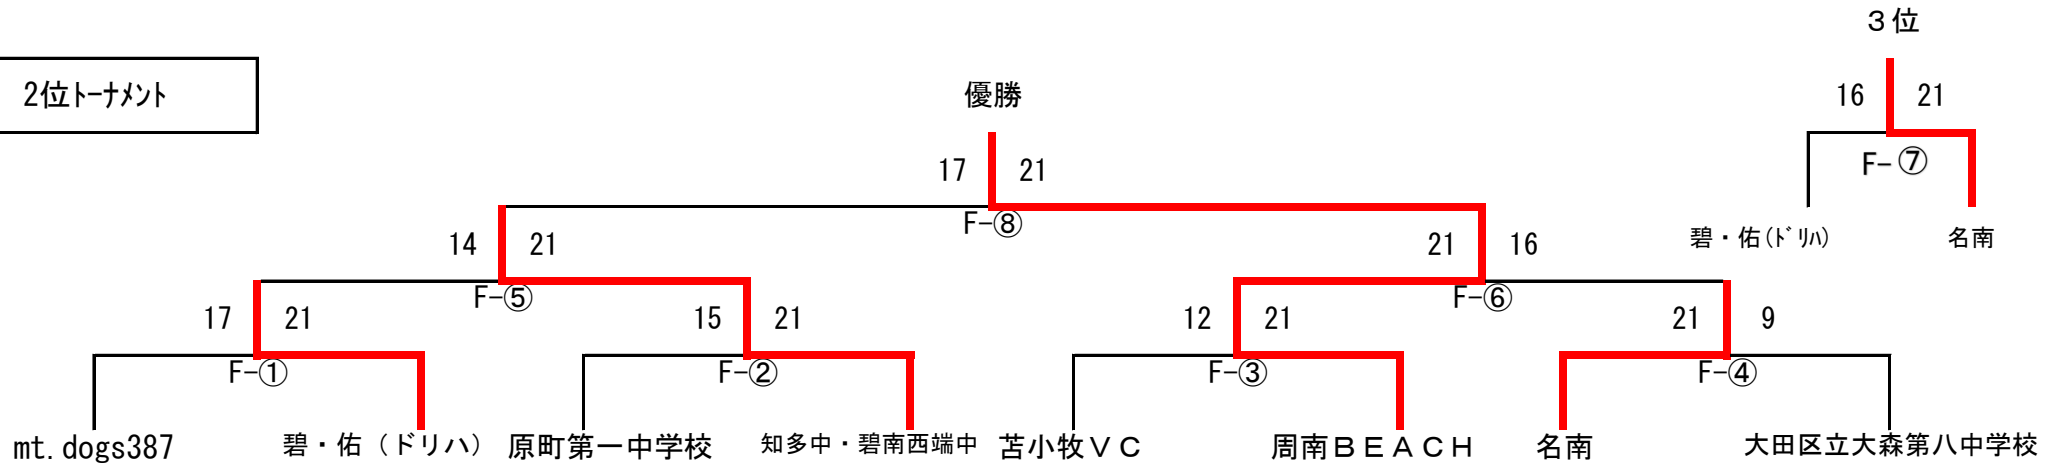 ３位
2位ﾄｰﾅﾒﾝﾄ
優勝
16 21
17 21
F-⑦
F-⑧
碧・佑(ﾄﾞﾘﾊ) 名南
14 21 21 16
F-⑤ F-⑥
17 21 15 21 12 21 21 9
F-① F-② F-③ F-④
mt.dogs387 碧・佑（ドリハ） 原町第一中学校 知多中・碧南西端中 苫小牧ＶＣ 周南ＢＥＡＣＨ 名南 大田区立大森第八中学校